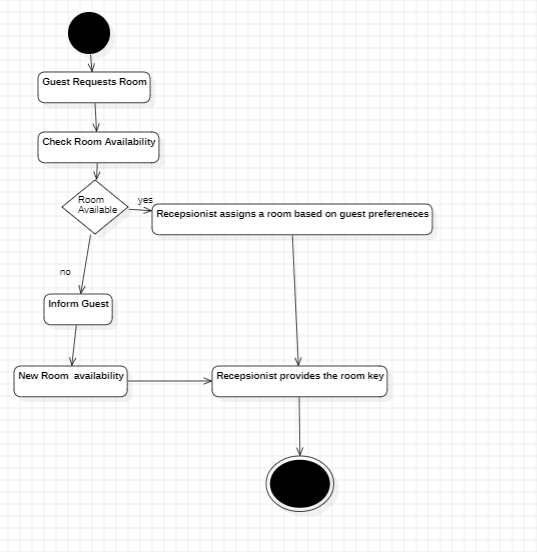 Guest Requests Room
Check Room Availability
Room
Available
yes
Recepsionist assigns a room based on guest prefereneces
no
Inform Guest
New Room  availability
Recepsionist provides the room key